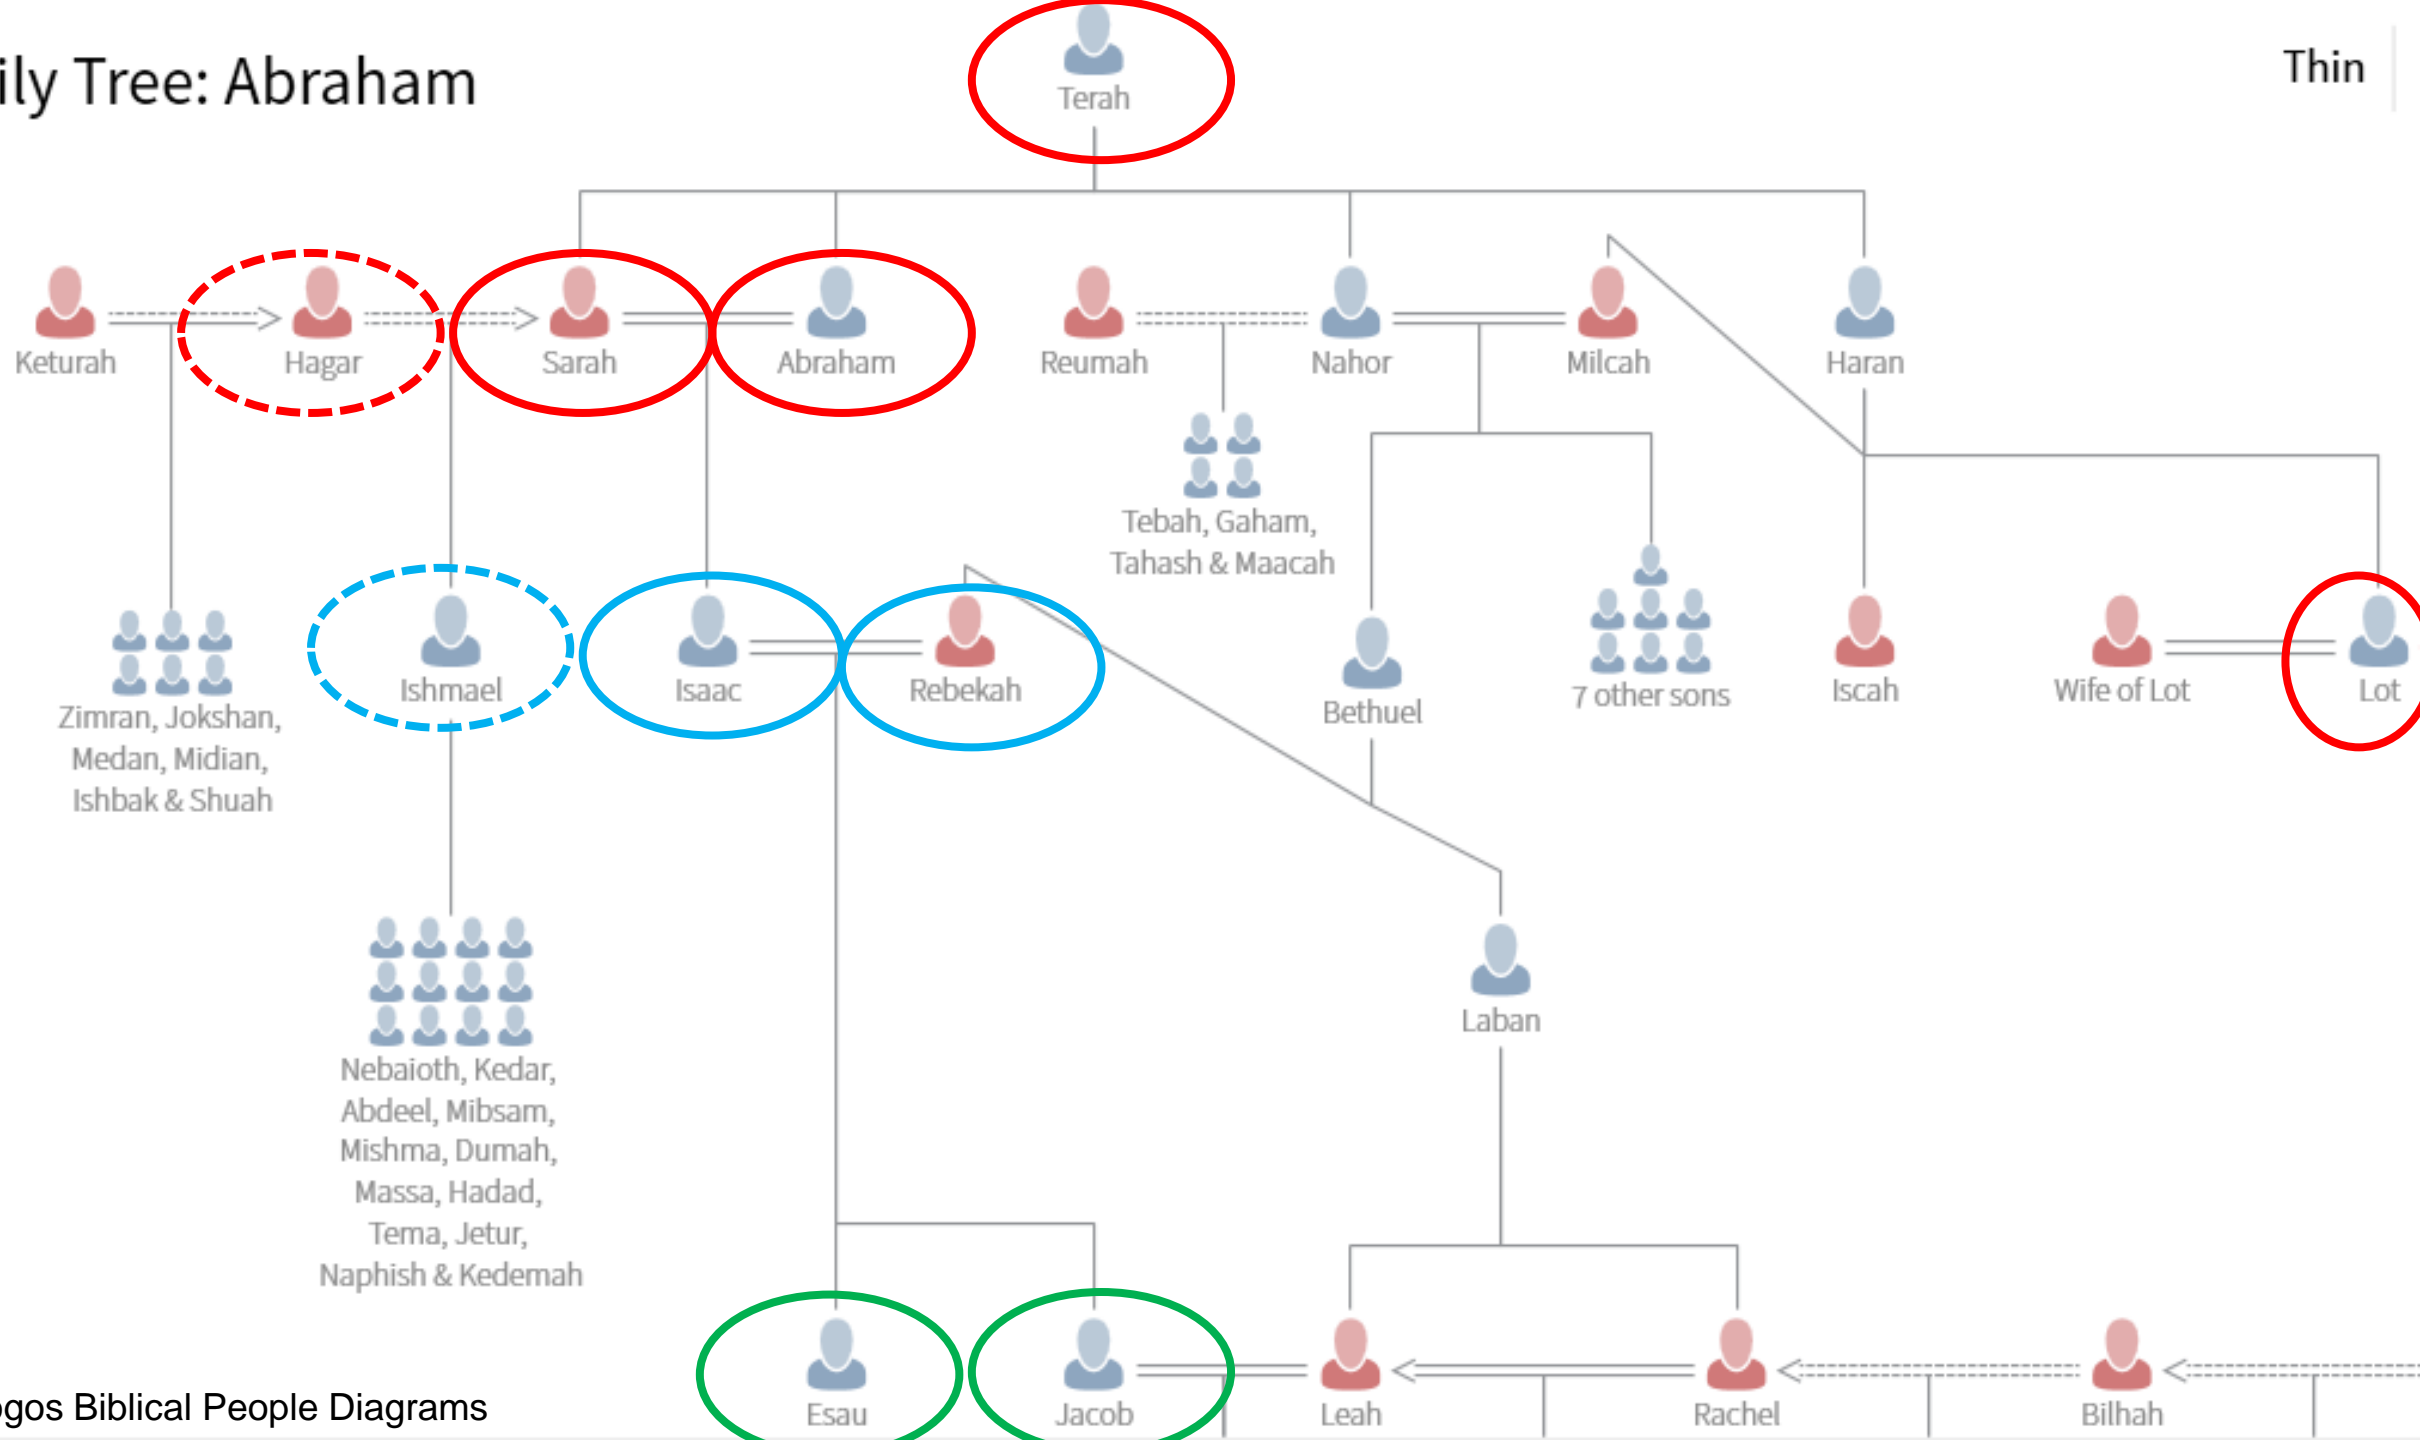 Terah
ily Tree: Abraham
Thin
Keturah
Hagar
Sarah
Abraham
Reumah
Nahor
Milcah
Haran
Tebah, Gaham,
Tahash & Maacah
Ishmael
Isaac
Rebekah
Bethuel
7 other sons
Iscah
Wife of Lot
Lot
Zimran, Jokshan,
Medan, Midian,
Ishbak & Shuah
Laban
Nebaioth, Kedar,
Abdeel, Mibsam,
Mishma, Dumah,
Massa, Hadad,
Tema, Jetur,
Naphish & Kedemah
ogos Biblical People Diagrams
Esau
Jacob
Leah
Rachel
Bilhah